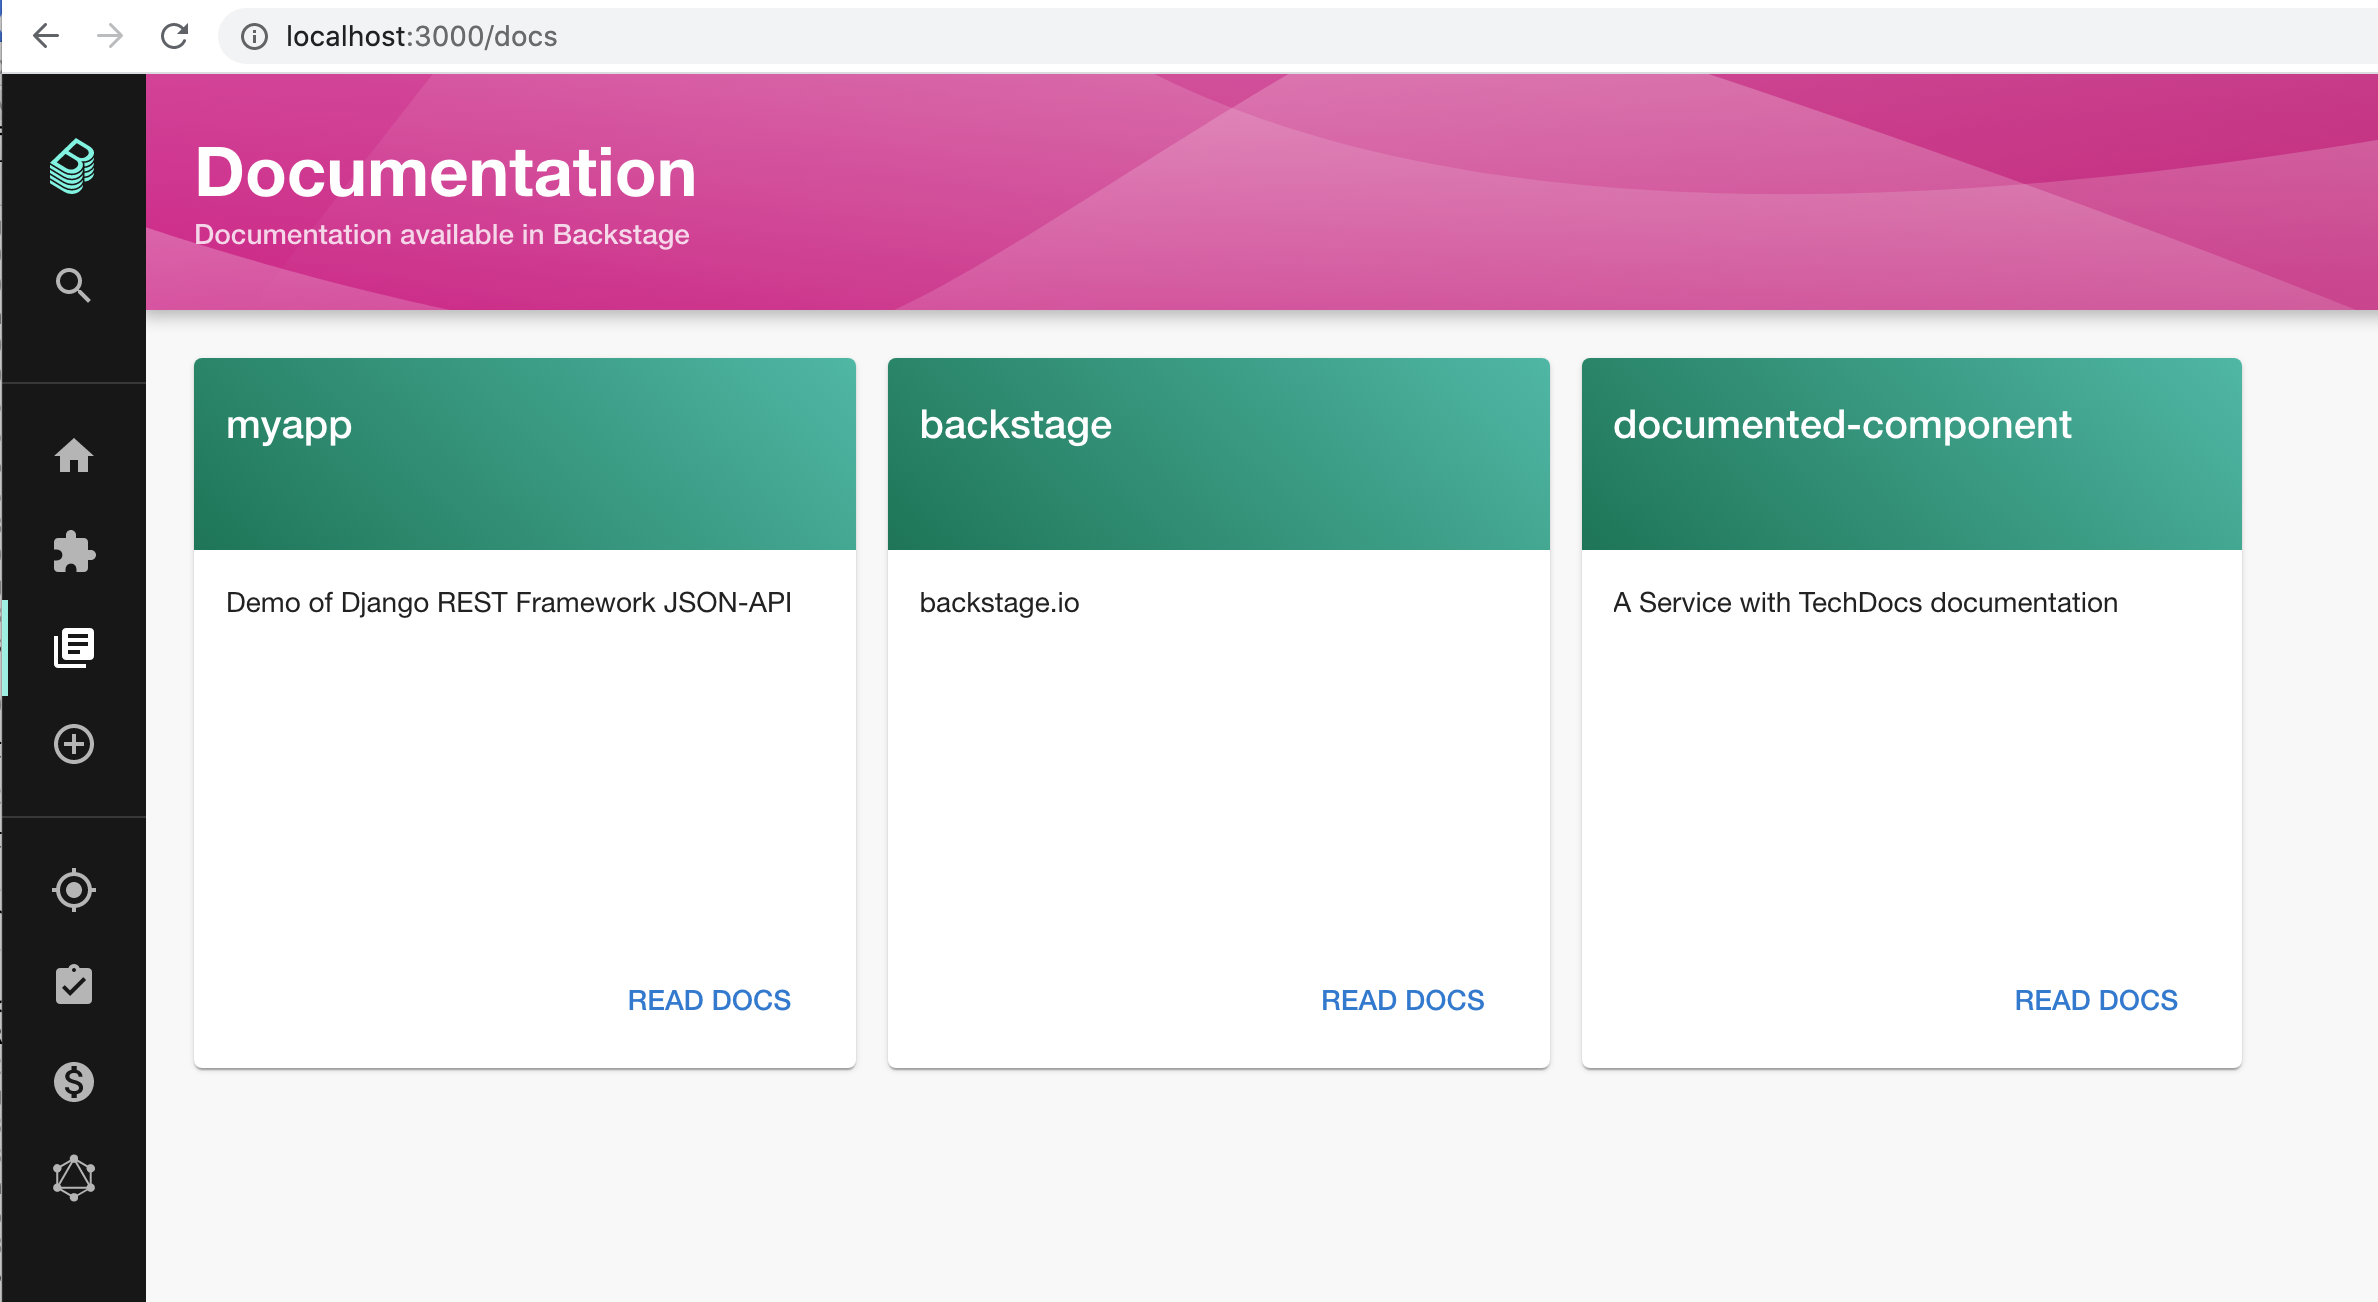 localhost:3000/docs
Documentation
Documentation available in Backstage
myapp
Demo of Django REST Framework JSON-API
READ DOCS
backstage
backstage.io
READ DOCS
documented-component
A Service with TechDocs documentation
READ DOCS